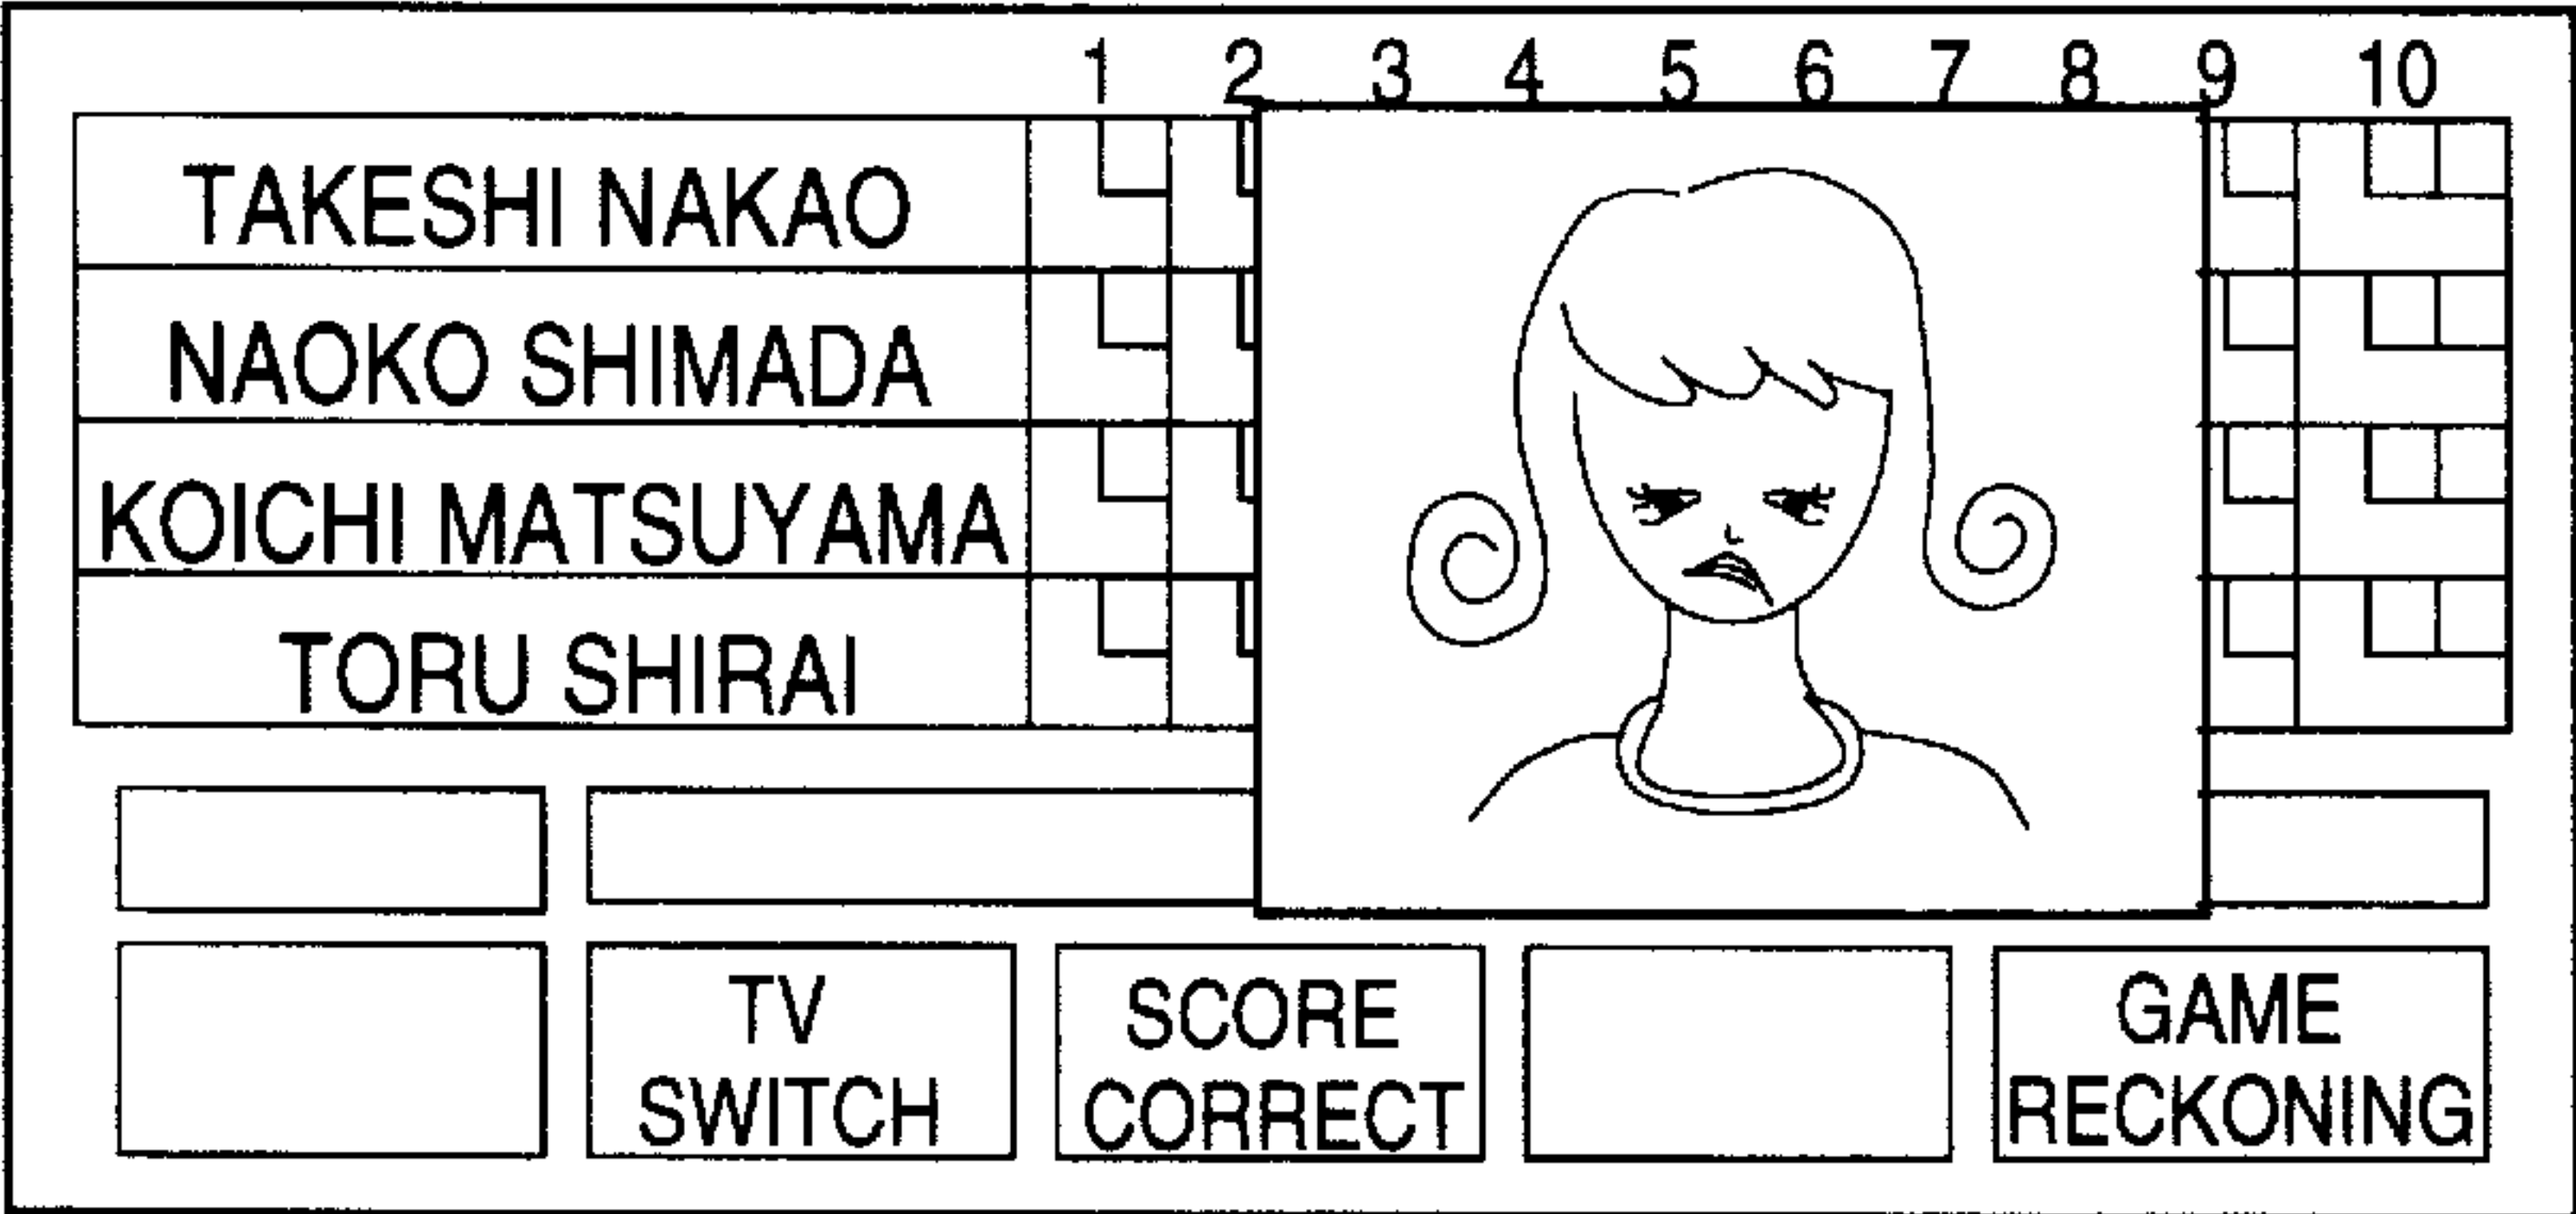 1 2 3 4 5 6 7 8 9 10
TAKESHI NAKAO
NAOKO SHIMADA
KOICHI MATSUYAMA
TORU SHIRAI
TV
SWITCH
SCORE
CORRECT
GAME
RECKONING